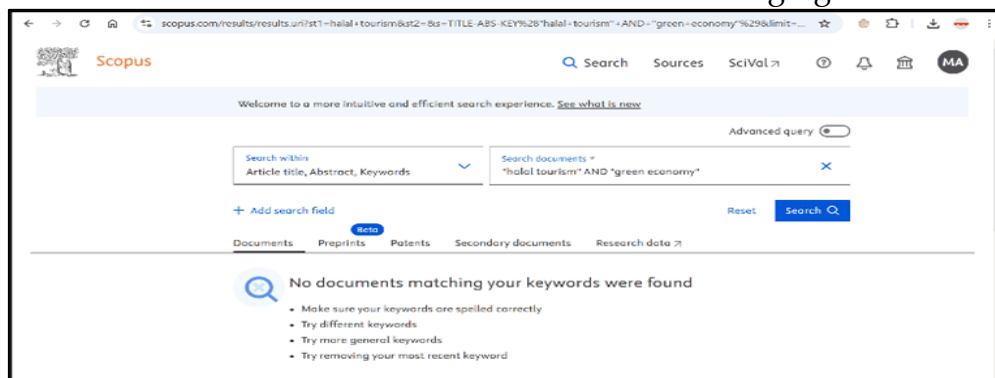 scopus.com/results/results.uri?st1=halal+tourism&st2=&s=TITLE-ABS-KEY%28"halal+tourism"+AND+"green+economy"%29&limit=...
Scopus
Search Sources SciVal
MA
Welcome to a more intuitive and efficient search experience. See what is new
Advanced query
Search within
Article title, Abstract, Keywords
Search documents *
"halal tourism" AND "green economy"
+ Add search field
Reset Search
Beta
Documents Preprints Patents Secondary documents Research data
No documents matching your keywords were found
• Make sure your keywords are spelled correctly
• Try different keywords
• Try more general keywords
• Try removing your most recent keyword